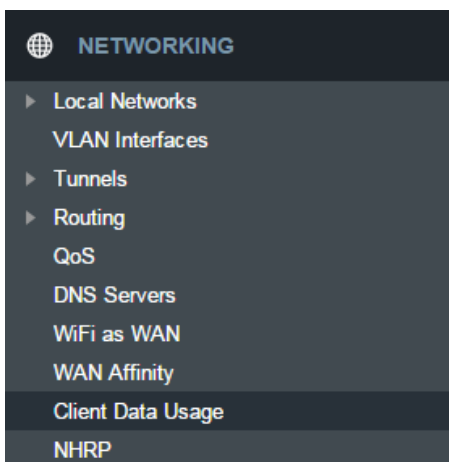 NETWORKING
Local Networks
VLAN Interfaces
Tunnels
Routing
QoS
DNS Servers
WiFi as WAN
WAN Affinity
Client Data Usage
NHRP